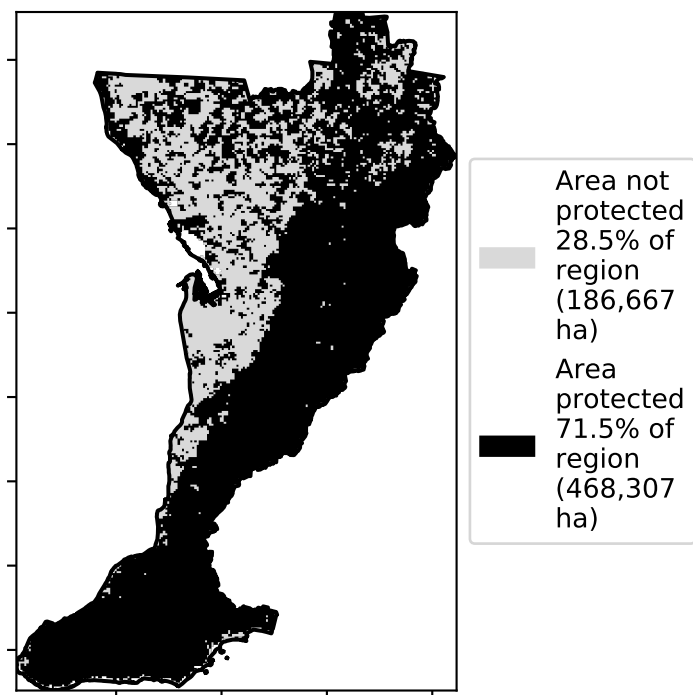 Area not
protected
28.5% of
region
(186,667
ha)
Area
protected
71.5% of
region
(468,307
ha)